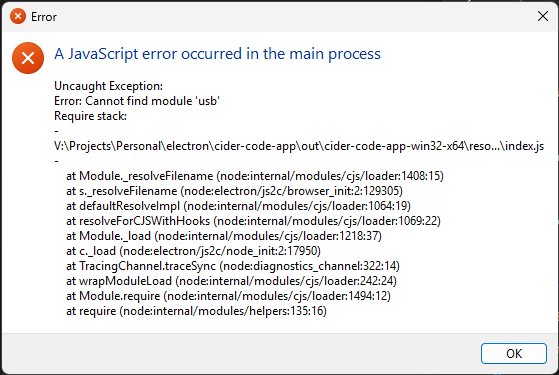 Error
A JavaScript error occurred in the main process
Uncaught Exception:
Error: Cannot find module 'usb'
Require stack:
-
V:\Projects\Personal\electron\cider-code-app\out\cider-code-app-win32-x64\reso...\index.js
-
at Module._resolveFilename (node:internal/modules/cjs/loader:1408:15)
at s._resolveFilename (node:electron/js2c/browser_init:2:129305)
at defaultResolveImpl (node:internal/modules/cjs/loader:1064:19)
at resolveForCJSWithHooks (node:internal/modules/cjs/loader:1069:22)
at Module._load (node:internal/modules/cjs/loader:1218:37)
at c._load (node:electron/js2c/node_init:2:17950)
at TracingChannel.traceSync (node:diagnostics_channel:322:14)
at wrapModuleLoad (node:internal/modules/cjs/loader:242:24)
at Module.require (node:internal/modules/cjs/loader:1494:12)
at require (node:internal/modules/helpers:135:16)
OK